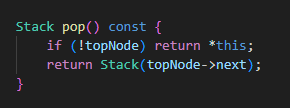 Stack pop() const {
    if (!topNode) return *this;
    return Stack(topNode->next);
}